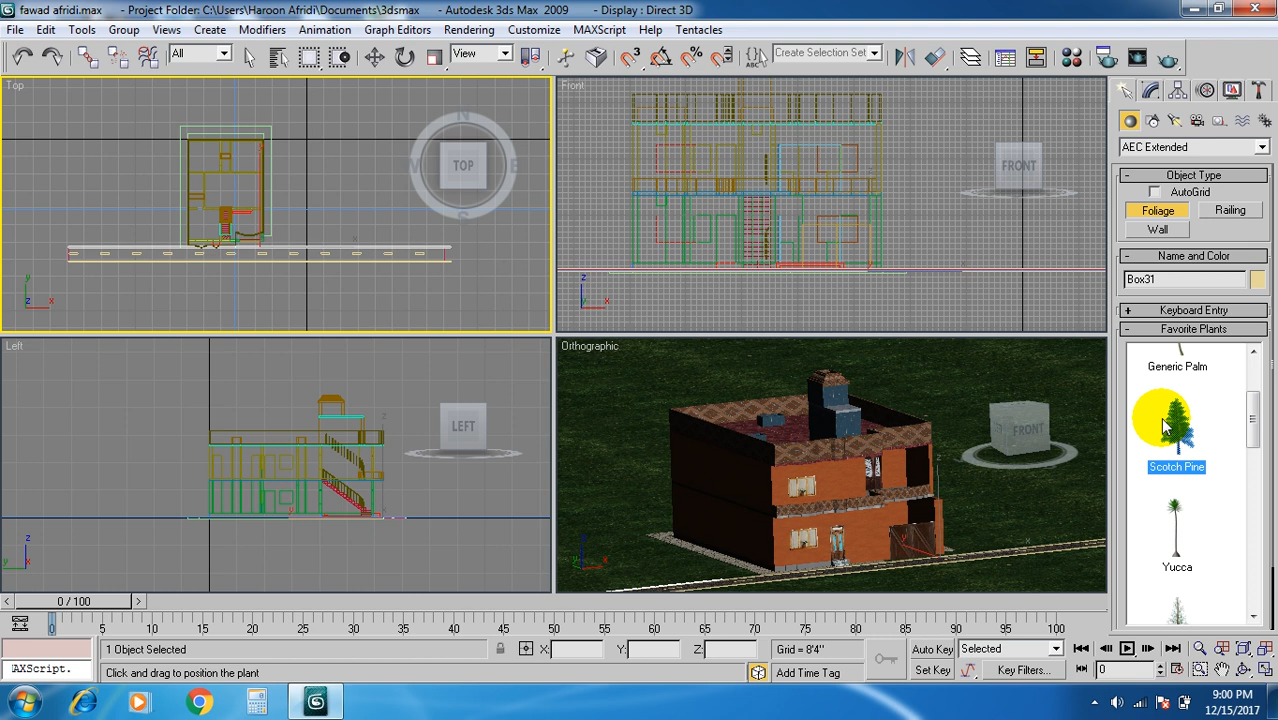 fawad afridi.max - Project Folder: C:\Users\Haroon Afridi\Documents\3dsmax - Autodesk 3ds Max 2009 - Display : Direct 3D
File Edit Tools Group Views Create Modifiers Animation Graph Editors Rendering Customize MAXScript Help Tentacles
All View 3 % ABC Create Selection Set
Top
N
TOP
S
y
z x
Front
FRONT
z
x
AEC Extended
- Object Type
AutoGrid
Foliage Railing
Wall
- Name and Color
Box31
+ Keyboard Entry
- Favorite Plants
Generic Palm
Scotch Pine
Yucca
Left
LEFT
z
y
Orthographic
FRONT
z
x
< 0 / 100 >
0 5 10 15 20 25 30 35 40 45 50 55 60 65 70 75 80 85 90 95 100
1 Object Selected X: Y: Z: Grid = 8'4" Auto Key Selected
AXScript. Click and drag to position the plant Add Time Tag Set Key Key Filters... 0
9:00 PM
12/15/2017